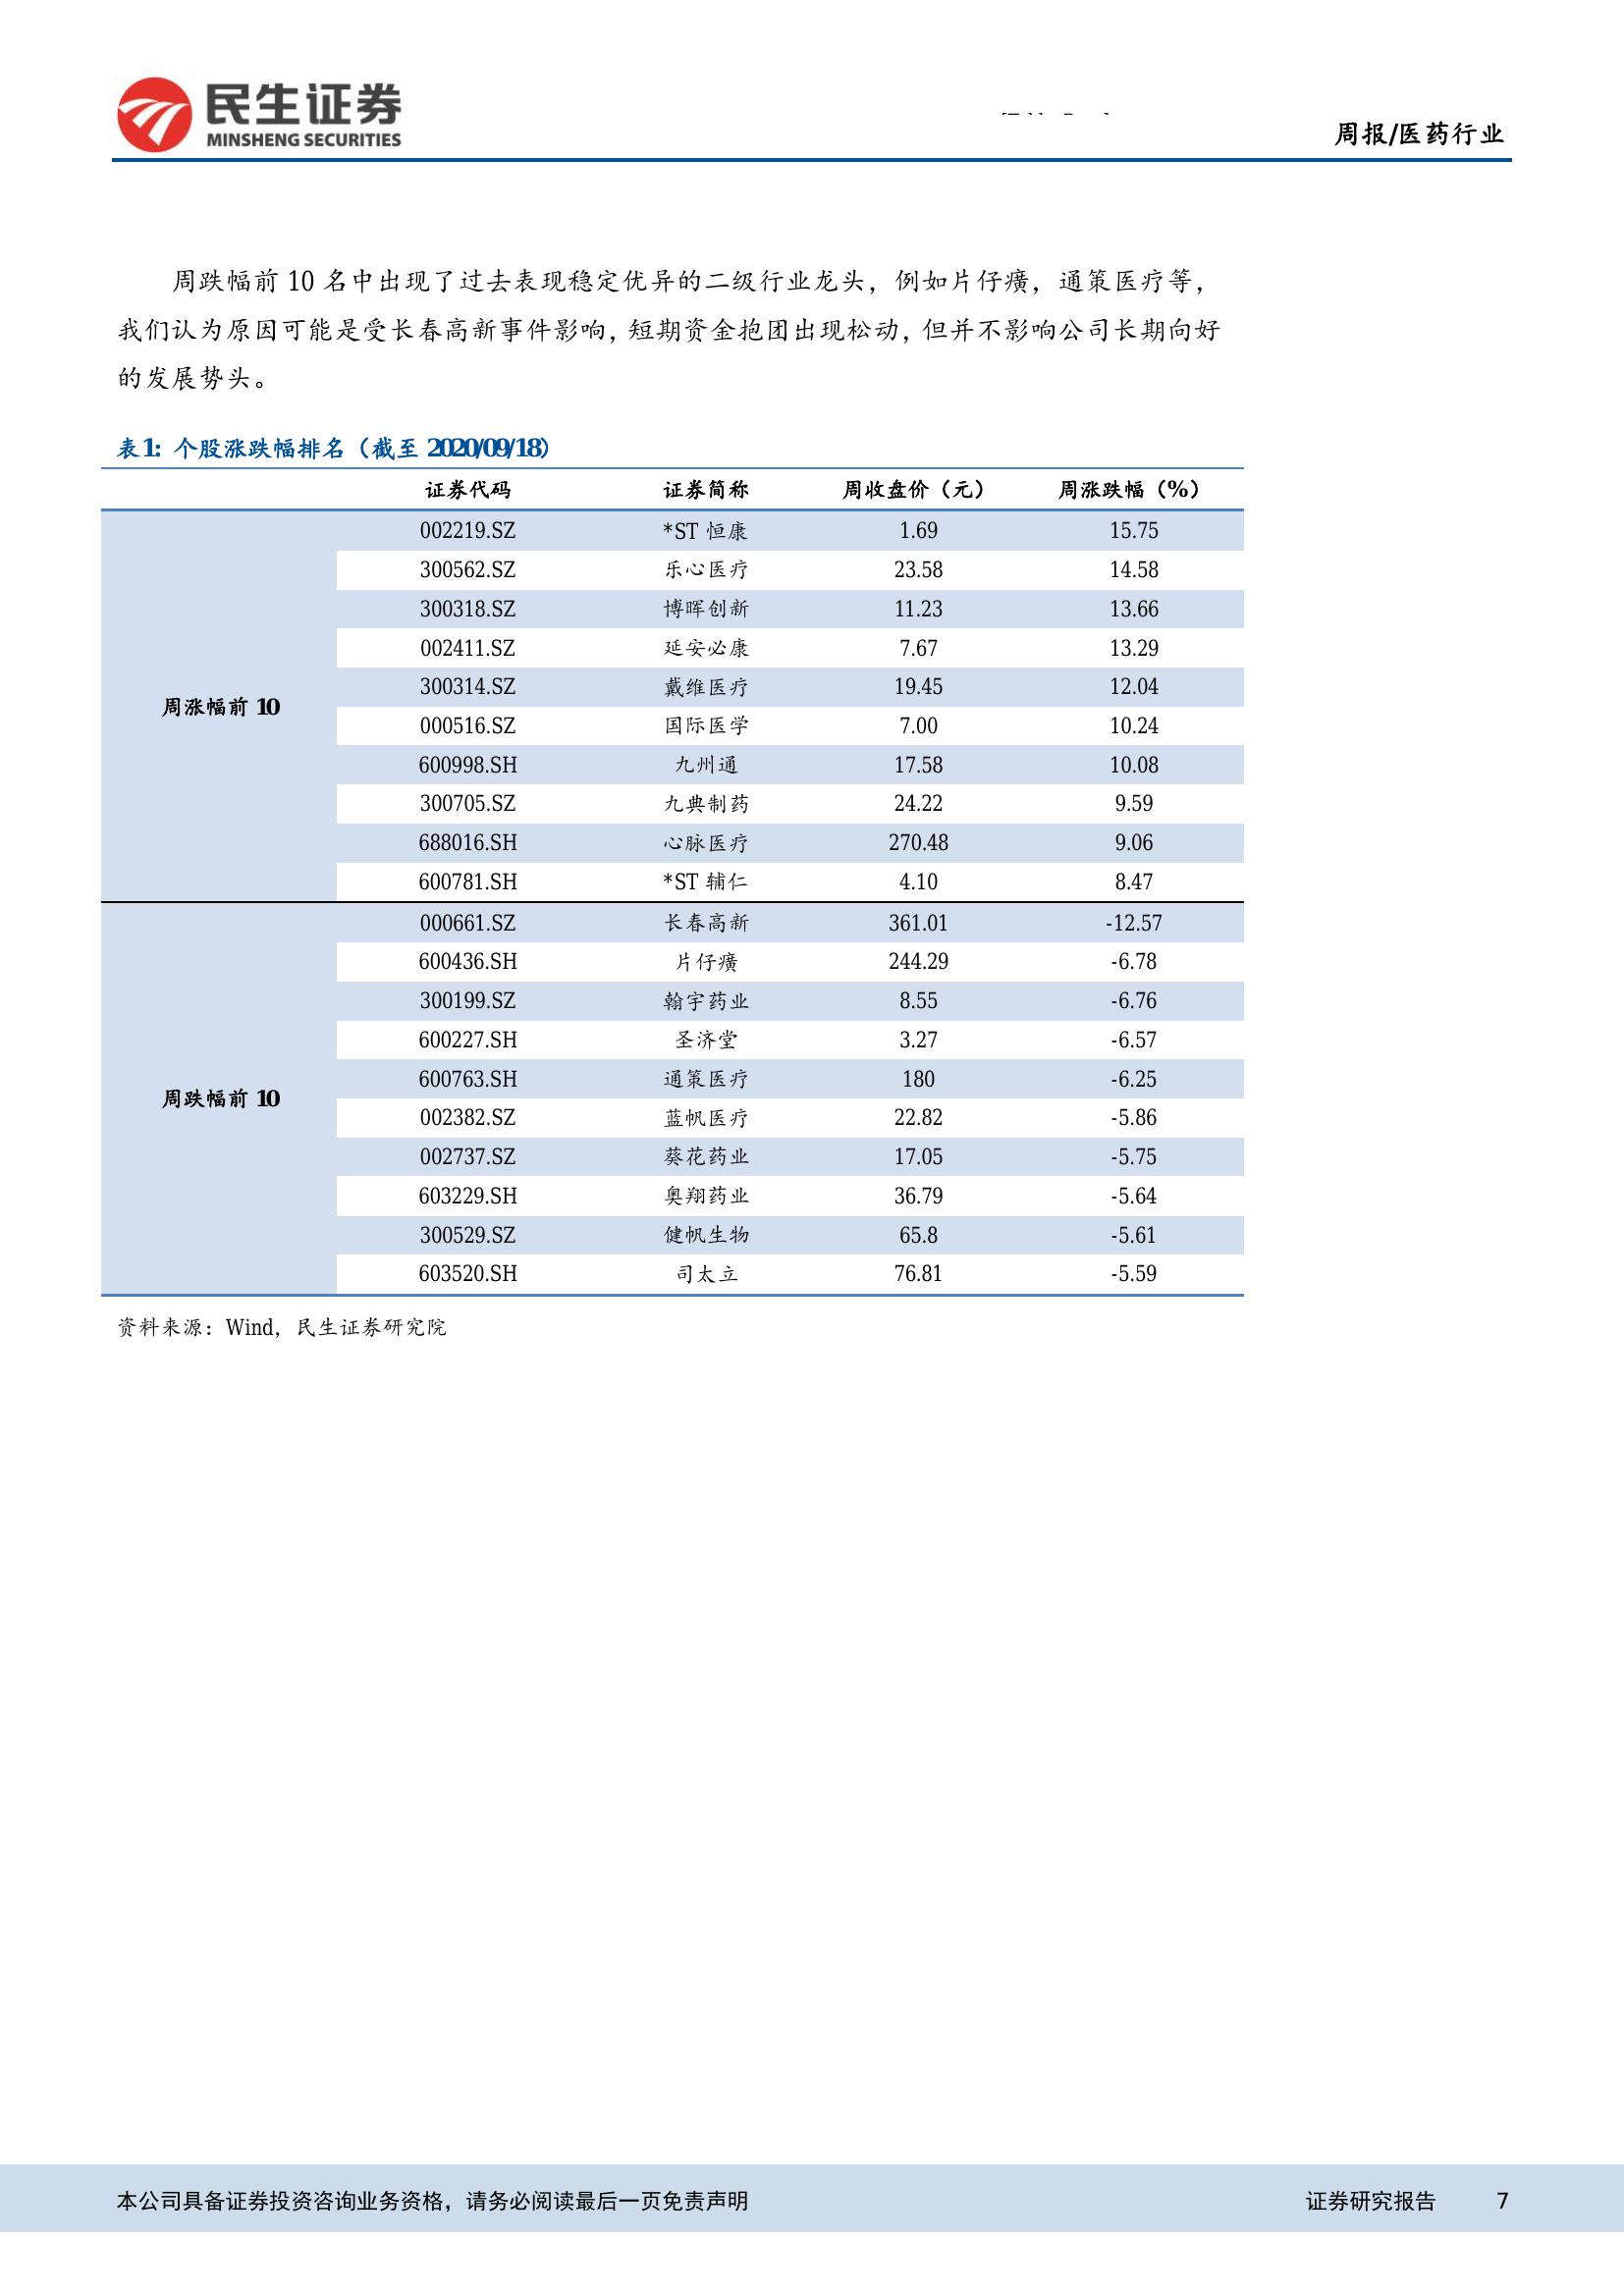 民生证券
MINSHENG SECURITIES
周报/医药行业
周跌幅前 10 名中出现了过去表现稳定优异的二级行业龙头，例如片仔癀，通策医疗等，
我们认为原因可能是受长春高新事件影响，短期资金抱团出现松动，但并不影响公司长期向好
的发展势头。
表1: 个股涨跌幅排名（截至 2020/09/18）
证券代码 证券简称 周收盘价（元） 周涨跌幅（%）
002219.SZ *ST 恒康 1.69 15.75
300562.SZ 乐心医疗 23.58 14.58
300318.SZ 博晖创新 11.23 13.66
002411.SZ 延安必康 7.67 13.29
300314.SZ 戴维医疗 19.45 12.04
周涨幅前 10
000516.SZ 国际医学 7.00 10.24
600998.SH 九州通 17.58 10.08
300705.SZ 九典制药 24.22 9.59
688016.SH 心脉医疗 270.48 9.06
600781.SH *ST 辅仁 4.10 8.47
000661.SZ 长春高新 361.01 -12.57
600436.SH 片仔癀 244.29 -6.78
300199.SZ 翰宇药业 8.55 -6.76
600227.SH 圣济堂 3.27 -6.57
600763.SH 通策医疗 180 -6.25
周跌幅前 10
002382.SZ 蓝帆医疗 22.82 -5.86
002737.SZ 葵花药业 17.05 -5.75
603229.SH 奥翔药业 36.79 -5.64
300529.SZ 健帆生物 65.8 -5.61
603520.SH 司太立 76.81 -5.59
资料来源：Wind，民生证券研究院
本公司具备证券投资咨询业务资格，请务必阅读最后一页免责声明 证券研究报告 7